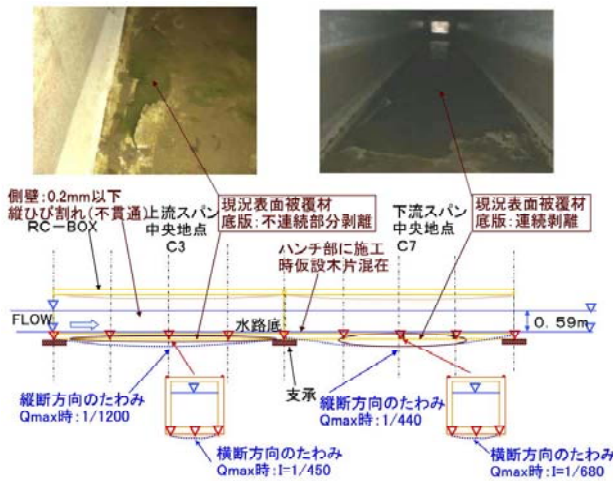 側壁：0.2mm以下
縦ひび割れ(不貫通)
RC-BOX
上流スパン
中央地点
C3
現況表面被覆材
底版：不連続部分剥離
下流スパン
中央地点
C7
現況表面被覆材
底版：連続剥離
ハンチ部に施工
時仮設木片混在
FLOW
水路底
0.59m
支承
縦断方向のたわみ
Qmax時：1/1200
縦断方向のたわみ
Qmax時：1/440
横断方向のたわみ
Qmax時：I=1/450
横断方向のたわみ
Qmax時：I=1/680